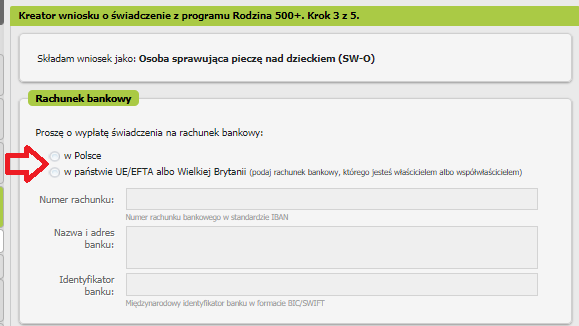 Kreator wniosku o świadczenie z programu Rodzina 500+. Krok 3 z 5.
Składam wniosek jako: Osoba sprawująca pieczę nad dzieckiem (SW-O)
Rachunek bankowy
Proszę o wypłatę świadczenia na rachunek bankowy:
w Polsce
w państwie UE/EFTA albo Wielkiej Brytanii (podaj rachunek bankowy, którego jesteś właścicielem albo współwłaścicielem)
Numer rachunku:
Numer rachunku bankowego w standardzie IBAN
Nazwa i adres
banku:
Identyfikator
banku:
Międzynarodowy identyfikator banku w formacie BIC/SWIFT